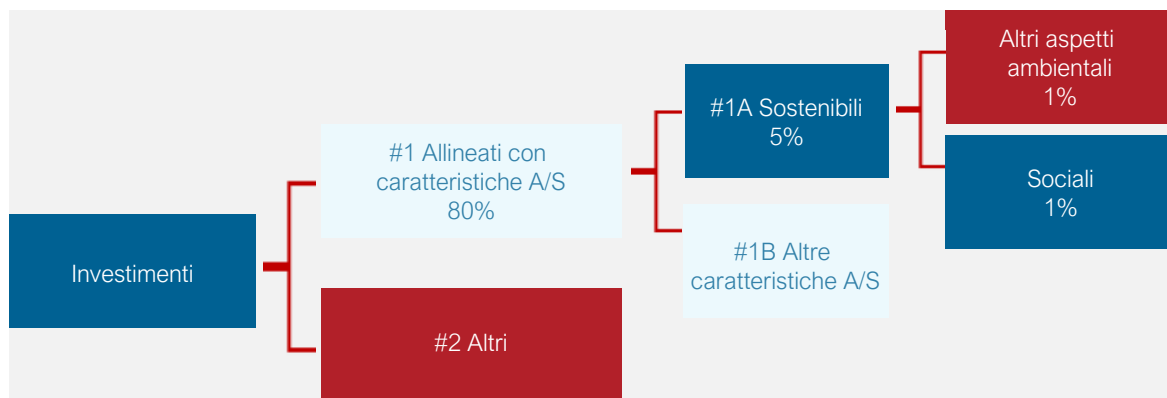 Investimenti
#1 Allineati con
caratteristiche A/S
80%
#2 Altri
#1A Sostenibili
5%
#1B Altre
caratteristiche A/S
Altri aspetti
ambientali
1%
Sociali
1%